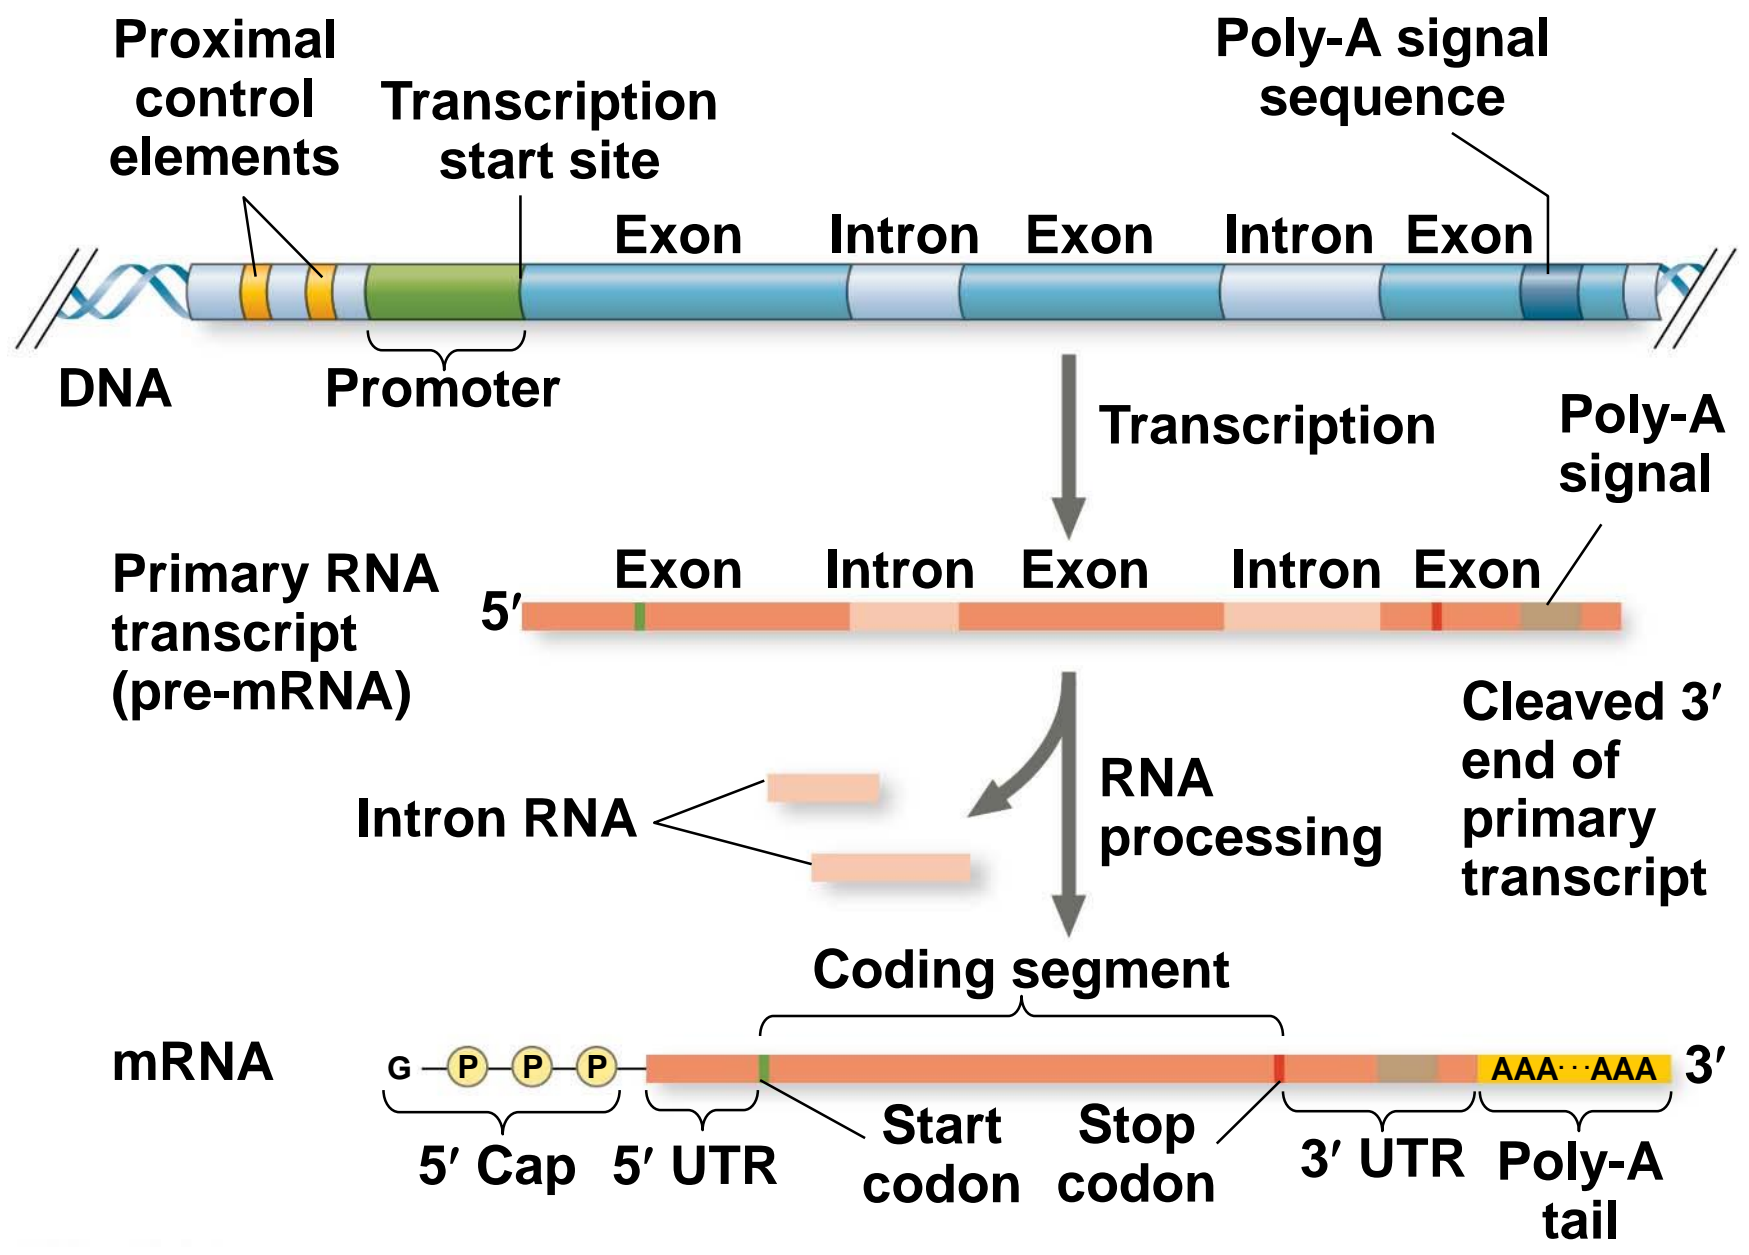 Proximal
control
elements
Transcription
start site
Poly-A signal
sequence
Exon Intron Exon Intron Exon
DNA
Promoter
Transcription
Poly-A
signal
Primary RNA
transcript
(pre-mRNA)
5′
Exon Intron Exon Intron Exon
Cleaved 3′
end of
primary
transcript
Intron RNA
RNA
processing
Coding segment
mRNA
G P P P
AAA···AAA 3′
5′ Cap
5′ UTR
Start
codon
Stop
codon
3′ UTR
Poly-A
tail